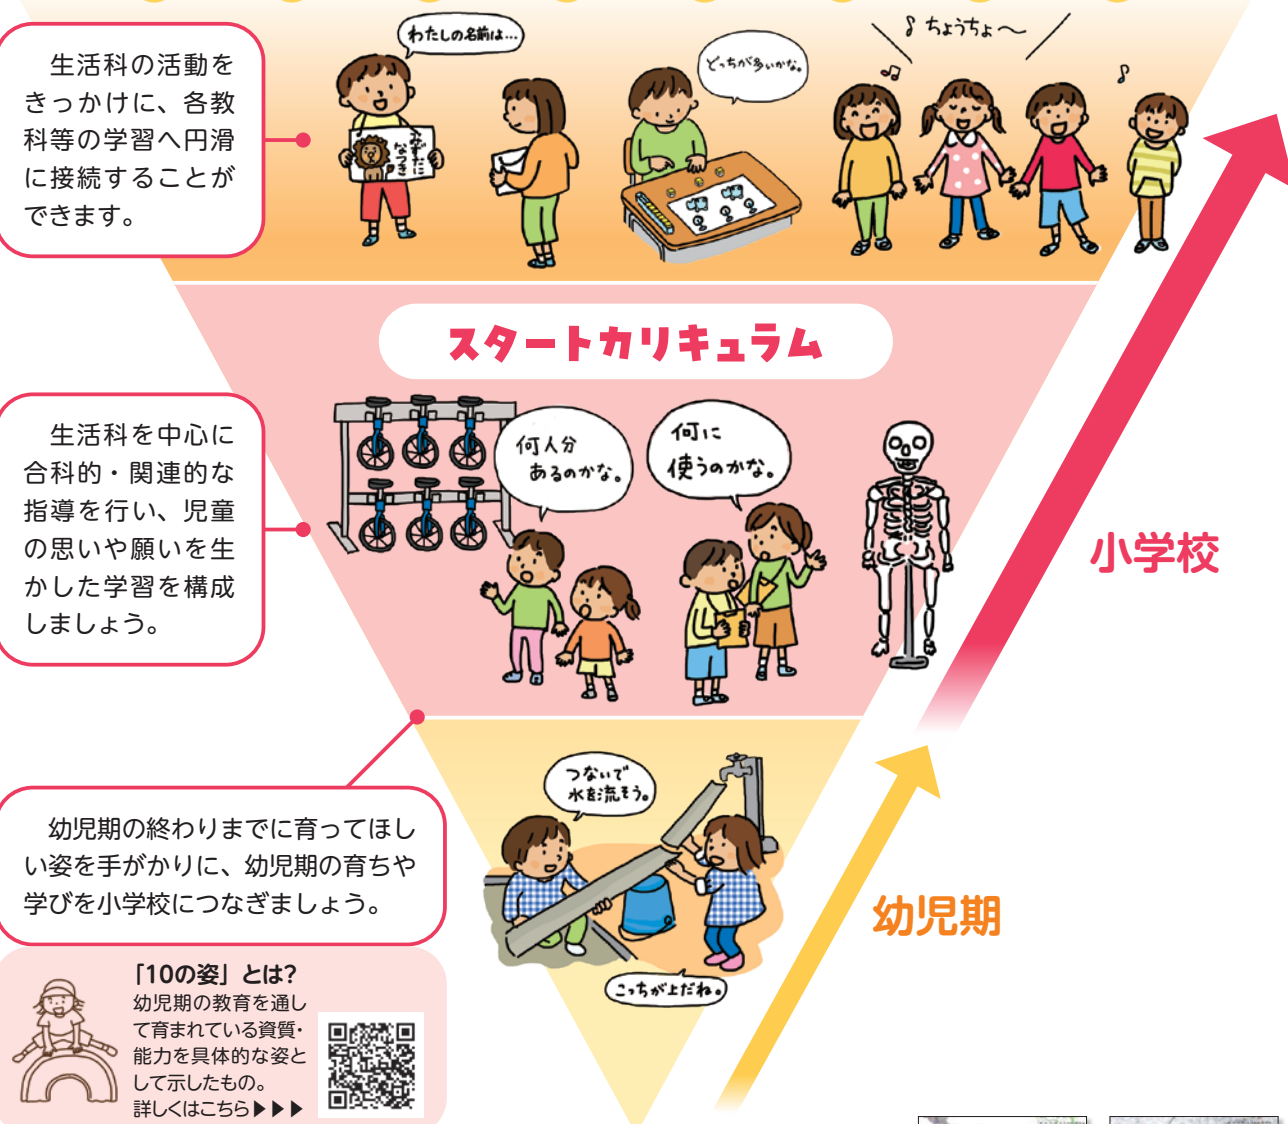 生活科の活動を
きっかけに、各教
科等の学習へ円滑
に接続することが
できます。
わたしの名前は…
どっちが多いかな。
ちょうちょ〜
スタートカリキュラム
生活科を中心に
合科的・関連的な
指導を行い、児童
の思いや願いを生
かした学習を構成
しましょう。
何人分
あるのかな。
何に
使うのかな。
小学校
幼児期の終わりまでに育ってほし
い姿を手がかりに、幼児期の育ちや
学びを小学校につなぎましょう。
つないで
水を流そう。
こっちが上だね。
幼児期
「10の姿」とは?
幼児期の教育を通し
て育まれている資質・
能力を具体的な姿と
して示したもの。
詳しくはこちら▶▶▶